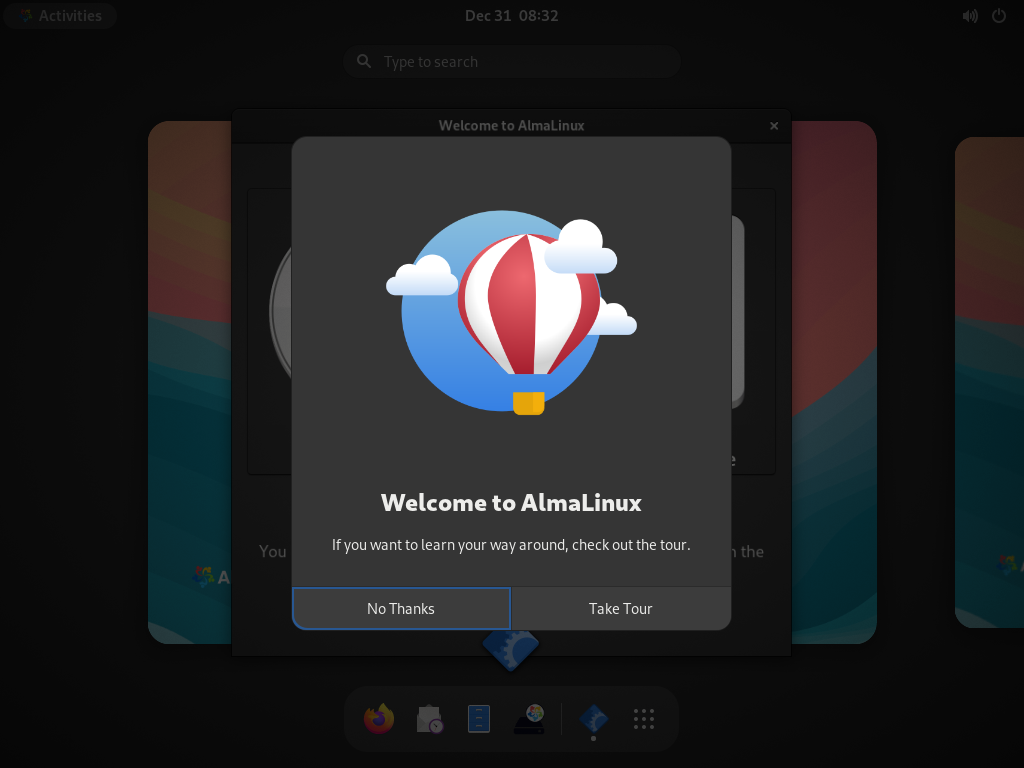 Activities
Dec 31 08:32
Type to search
Welcome to AlmaLinux
Welcome to AlmaLinux
If you want to learn your way around, check out the tour.
You
the
No Thanks
Take Tour